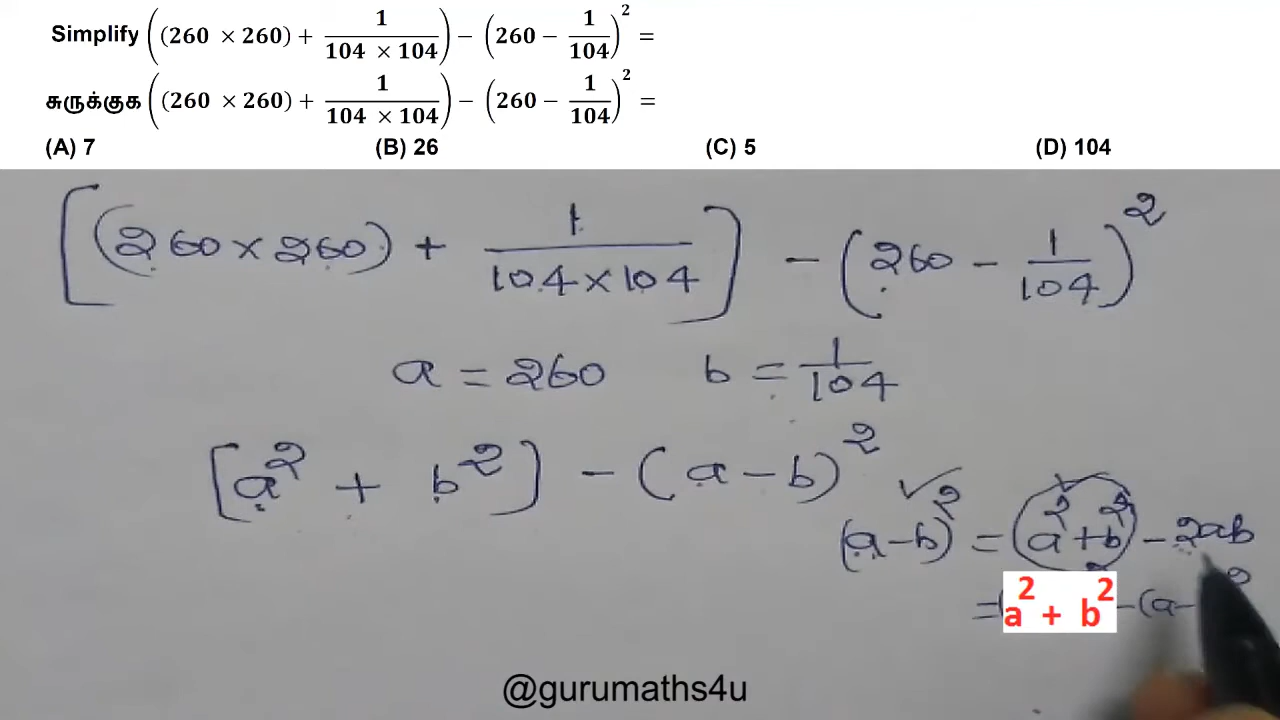 Simplify ((260 × 260) + 1/(104 × 104)) − (260 − 1/104)² =
சுருக்குக ((260 × 260) + 1/(104 × 104)) − (260 − 1/104)² =
(A) 7 (B) 26 (C) 5 (D) 104
[(260 × 260) + 1/(104 × 104)] − (260 − 1/104)²
a = 260 b = 1/104
[a² + b²] − (a − b)²
(a − b)² = (a² + b²) − 2ab
= a² + b² − (a −
@gurumaths4u